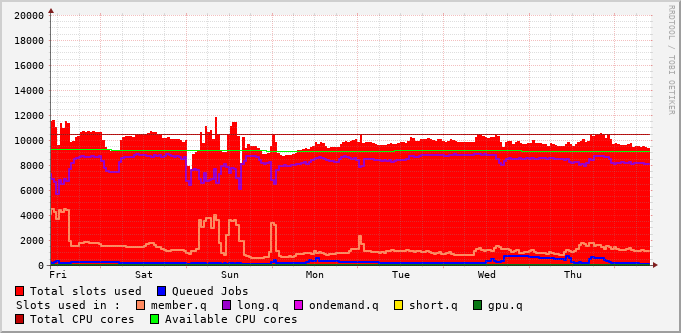 RRDTOOL / TOBI OETIKER
20000
18000
16000
14000
12000
10000
8000
6000
4000
2000
0
Fri Sat Sun Mon Tue Wed Thu
Total slots used Queued Jobs
Slots used in : member.q long.q ondemand.q short.q gpu.q
Total CPU cores Available CPU cores